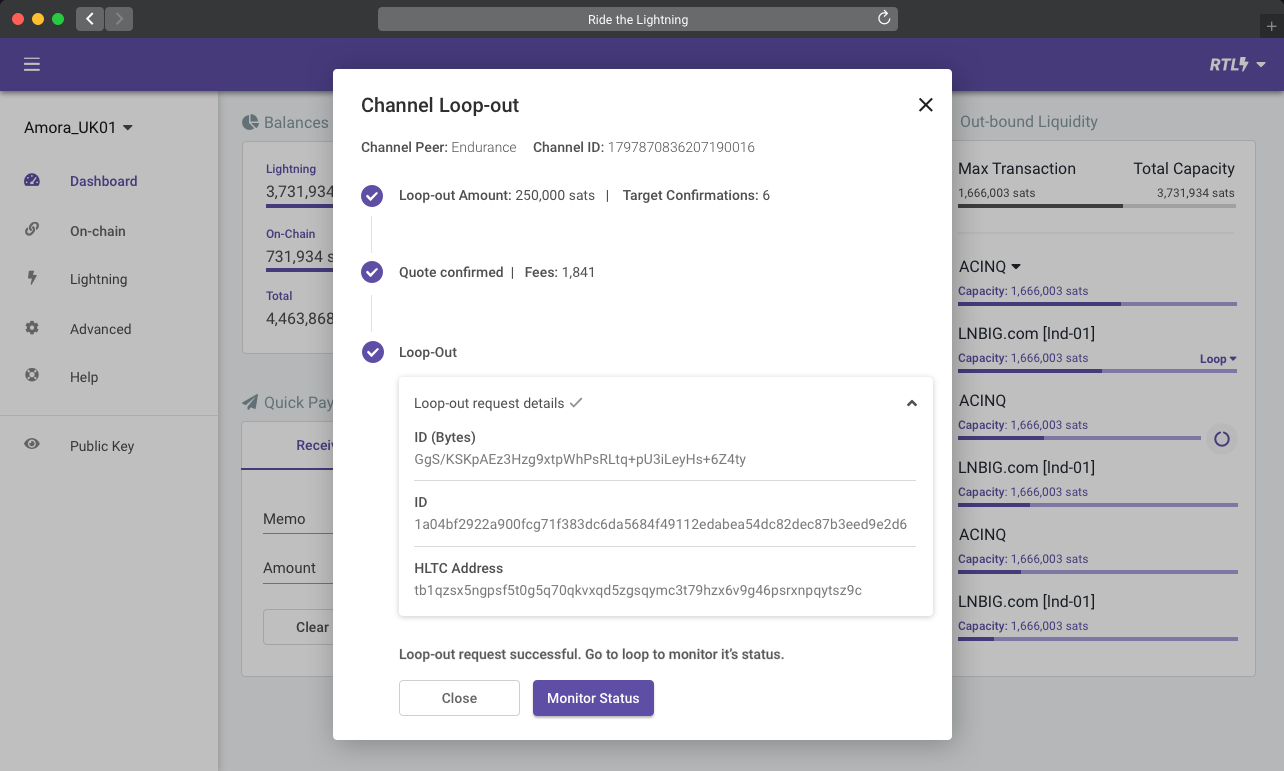 Ride the Lightning
RTL
Amora_UK01
Dashboard
On-chain
Lightning
Advanced
Help
Public Key
Balances
Lightning
3,731,934
On-Chain
731,934
Total
4,463,868
Quick Pay
Memo
Amount
Clear
Channel Loop-out
Channel Peer: Endurance Channel ID: 1797870836207190016
Loop-out Amount: 250,000 sats | Target Confirmations: 6
Quote confirmed | Fees: 1,841
Loop-Out
Loop-out request details
ID (Bytes)
GgS/KSKpAEz3Hzg9xtpWhPsRLtq+pU3iLeyHs+6Z4ty
ID
1a04bf2922a900fcg71f383dc6da5684f49112edabea54dc82dec87b3eed9e2d6
HLTC Address
tb1qzsx5ngpsf5t0g5q70qkvxqd5zgsqymc3t79hzx6v9g46psrxnpqytsz9c
Loop-out request successful. Go to loop to monitor it’s status.
Close
Monitor Status
Out-bound Liquidity
Max Transaction Total Capacity
1,666,003 sats 3,731,934 sats
ACINQ
Capacity: 1,666,003 sats
LNBIG.com [Ind-01]
Capacity: 1,666,003 sats Loop
ACINQ
Capacity: 1,666,003 sats
LNBIG.com [Ind-01]
Capacity: 1,666,003 sats
ACINQ
Capacity: 1,666,003 sats
LNBIG.com [Ind-01]
Capacity: 1,666,003 sats